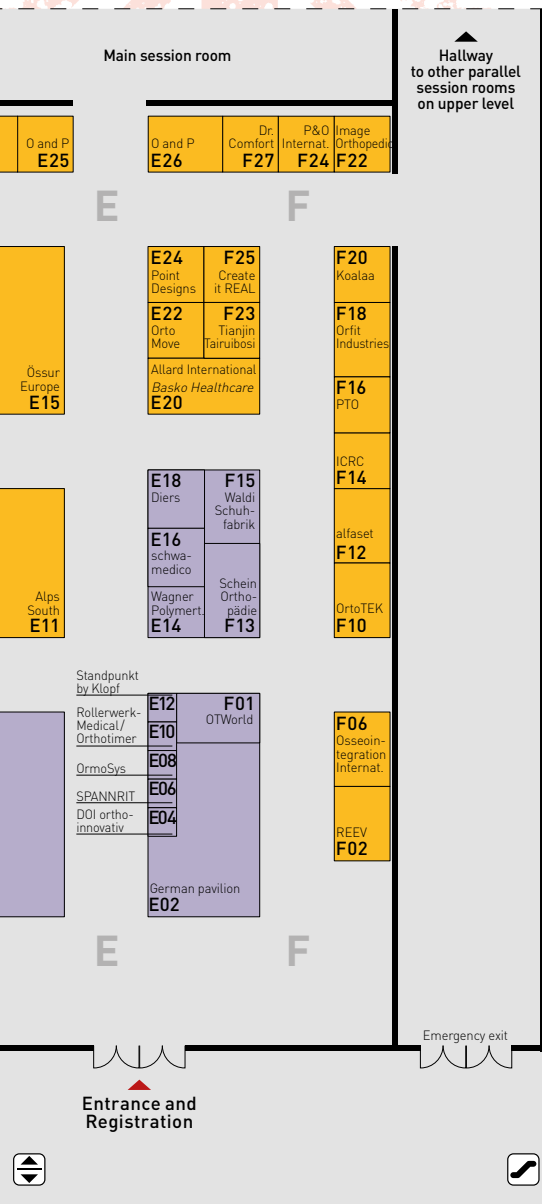 Main session room
Hallway
to other parallel
session rooms
on upper level
O and P
E25
O and P
E26
Dr.
Comfort
F27
P&O
Internat.
F24
Image
Orthopedic
F22
E
F
E24
Point
Designs
F25
Create
it REAL
E22
Orto
Move
F23
Tianjin
Tairuibosi
Allard International
Basko Healthcare
E20
F20
Koalaa
F18
Orfit
Industries
F16
PTO
ICRC
F14
alfaset
F12
OrtoTEK
F10
Össur
Europe
E15
E18
Diers
F15
Waldi
Schuh-
fabrik
E16
schwa-
medico
Wagner
Polymert.
E14
Schein
Ortho-
pädie
F13
Alps
South
E11
Standpunkt
by Klopf
E12
Rollerwerk-
Medical/
Orthotimer
E10
OrmoSys
E08
SPANNRIT
E06
DOI ortho-
innovativ
E04
F01
OTWorld
German pavilion
E02
F06
Osseoin-
tegration
Internat.
REEV
F02
E
F
Emergency exit
Entrance and
Registration